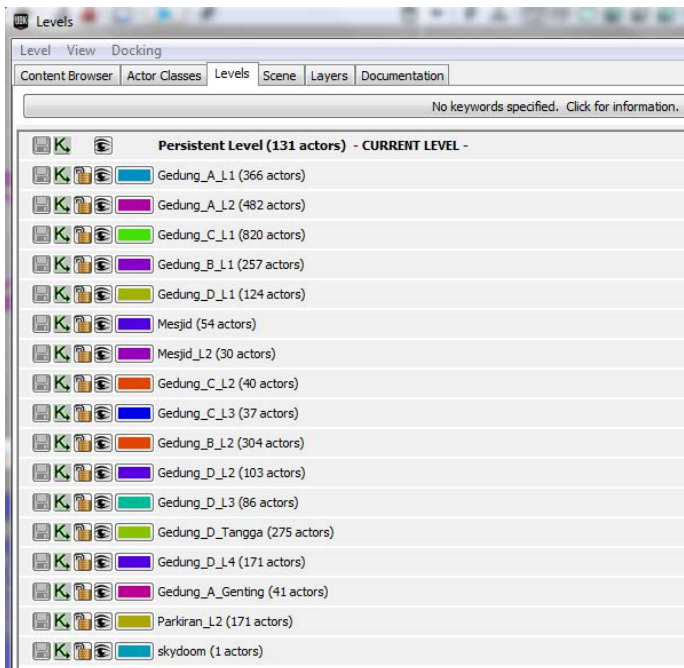 UDK Levels
Level View Docking
Content Browser Actor Classes Levels Scene Layers Documentation
No keywords specified. Click for information.
Persistent Level (131 actors) - CURRENT LEVEL -
Gedung_A_L1 (366 actors)
Gedung_A_L2 (482 actors)
Gedung_C_L1 (820 actors)
Gedung_B_L1 (257 actors)
Gedung_D_L1 (124 actors)
Mesjid (54 actors)
Mesjid_L2 (30 actors)
Gedung_C_L2 (40 actors)
Gedung_C_L3 (37 actors)
Gedung_B_L2 (304 actors)
Gedung_D_L2 (103 actors)
Gedung_D_L3 (86 actors)
Gedung_D_Tangga (275 actors)
Gedung_D_L4 (171 actors)
Gedung_A_Genting (41 actors)
Parkiran_L2 (171 actors)
skydoom (1 actors)